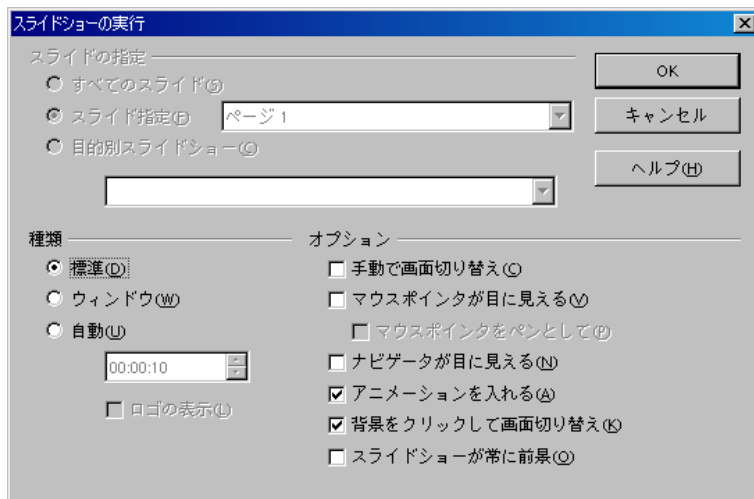 スライドショーの実行
スライドの指定
すべてのスライド(S)
スライド指定(F) ページ 1
目的別スライドショー(C)
OK
キャンセル
ヘルプ(H)
種類
標準(D)
ウィンドウ(W)
自動(U)
00:00:10
ロゴの表示(L)
オプション
手動で画面切り替え(C)
マウスポインタが目に見える(V)
マウスポインタをペンとして(P)
ナビゲータが目に見える(N)
アニメーションを入れる(A)
背景をクリックして画面切り替え(K)
スライドショーが常に前景(O)